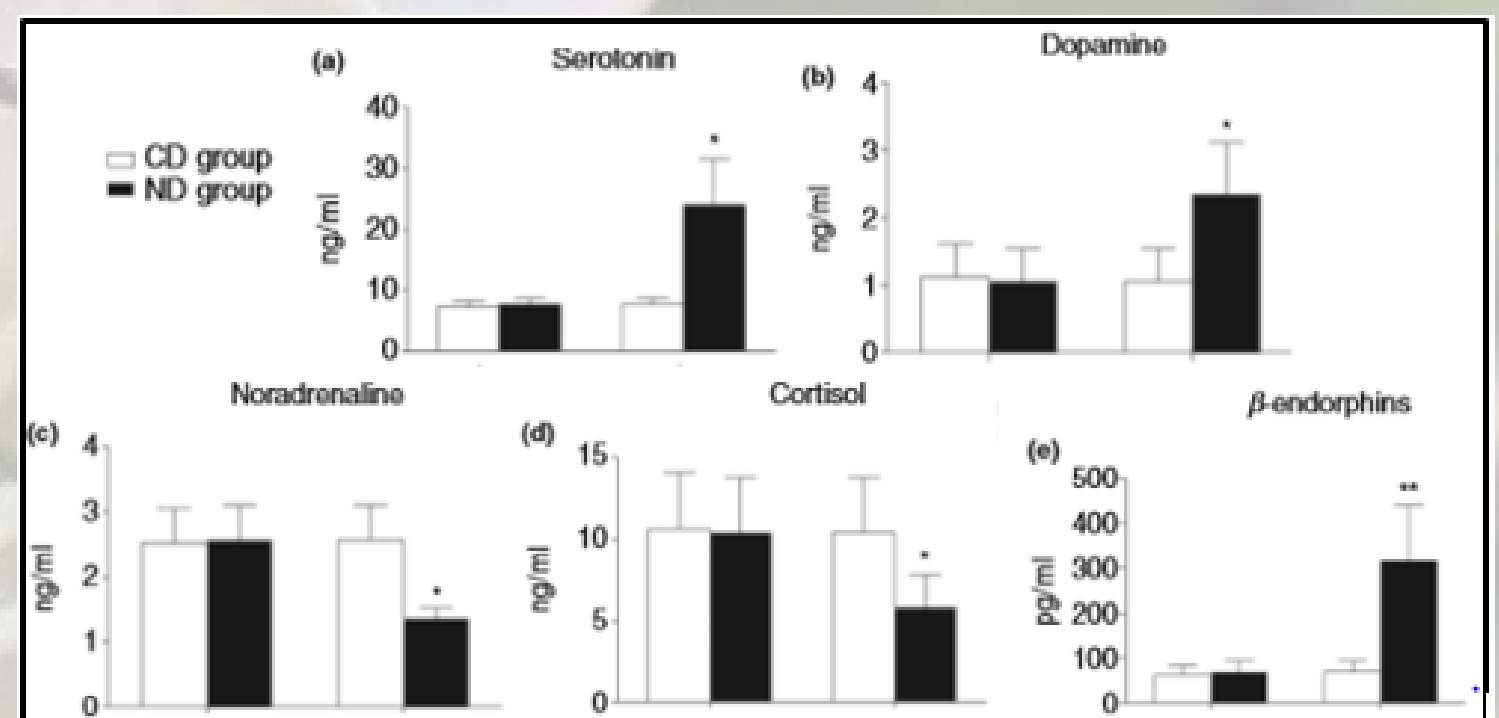 (a) Serotonin
40
30
20
10
0
ng/ml
*
CD group
ND group
(b) Dopamine
4
3
2
1
0
ng/ml
*
(c) Noradrenaline
4
3
2
1
0
ng/ml
*
(d) Cortisol
15
10
5
0
ng/ml
*
(e) β-endorphins
500
400
300
200
100
0
pg/ml
**